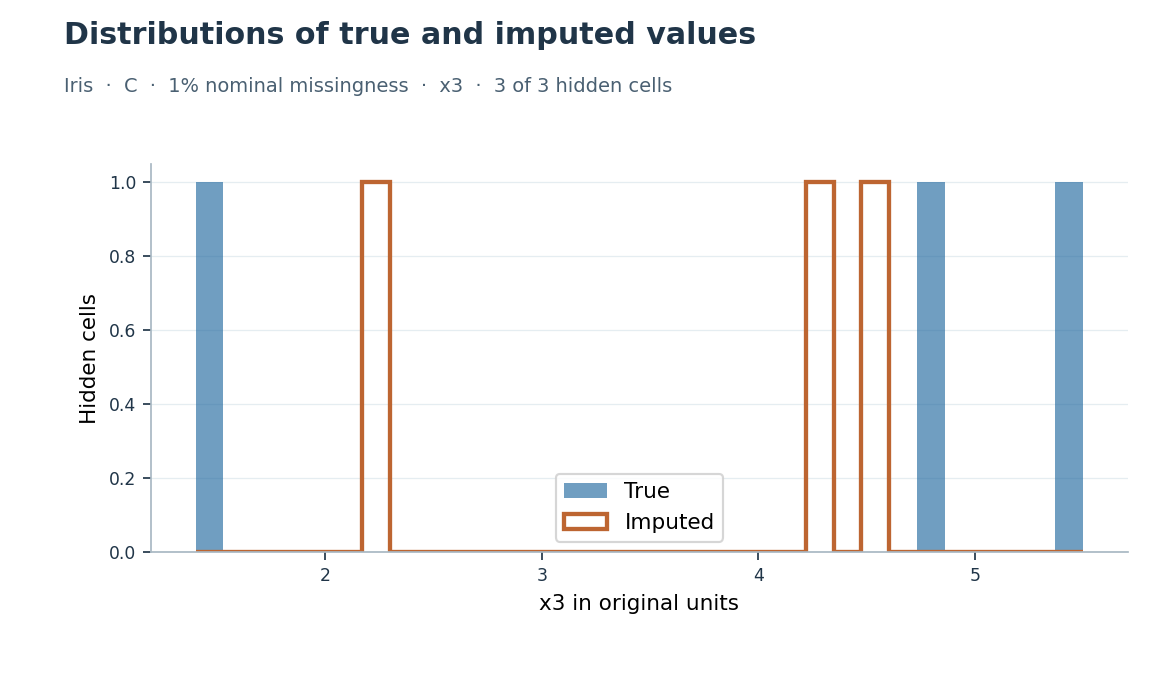 Distributions of true and imputed values
Iris · C · 1% nominal missingness · x3 · 3 of 3 hidden cells
Hidden cells
1.0
0.8
0.6
0.4
0.2
0.0
True
Imputed
2 3 4 5
x3 in original units